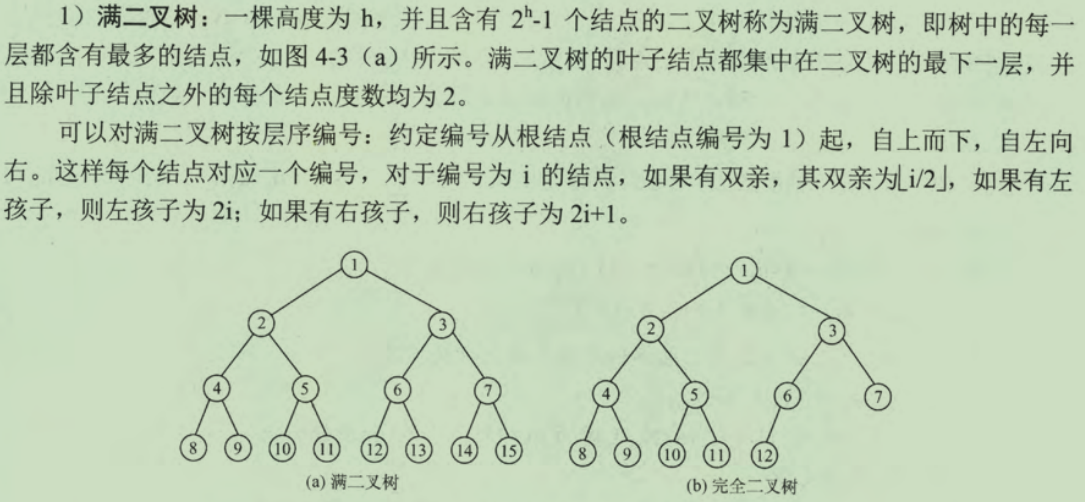 1）满二叉树：一棵高度为 h，并且含有 2ʰ-1 个结点的二叉树称为满二叉树，即树中的每一
层都含有最多的结点，如图 4-3（a）所示。满二叉树的叶子结点都集中在二叉树的最下一层，并
且除叶子结点之外的每个结点度数均为 2。
可以对满二叉树按层序编号：约定编号从根结点（根结点编号为 1）起，自上而下，自左向
右。这样每个结点对应一个编号，对于编号为 i 的结点，如果有双亲，其双亲为⌊i/2⌋，如果有左
孩子，则左孩子为 2i；如果有右孩子，则右孩子为 2i+1。
1
2 3
4 5 6 7
8 9 10 11 12 13 14 15
(a) 满二叉树
1
2 3
4 5 6 7
8 9 10 11 12
(b) 完全二叉树